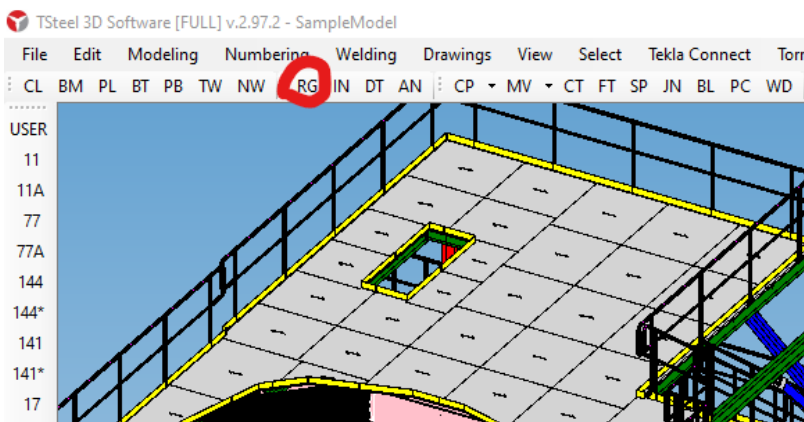 TSteel 3D Software [FULL] v.2.97.2 - SampleModel
File Edit Modeling Numbering Welding Drawings View Select Tekla Connect
CL BM PL BT PB TW NW RG IN DT AN CP MV CT FT SP JN BL PC WD
USER
11
11A
77
77A
144
144*
141
141*
17